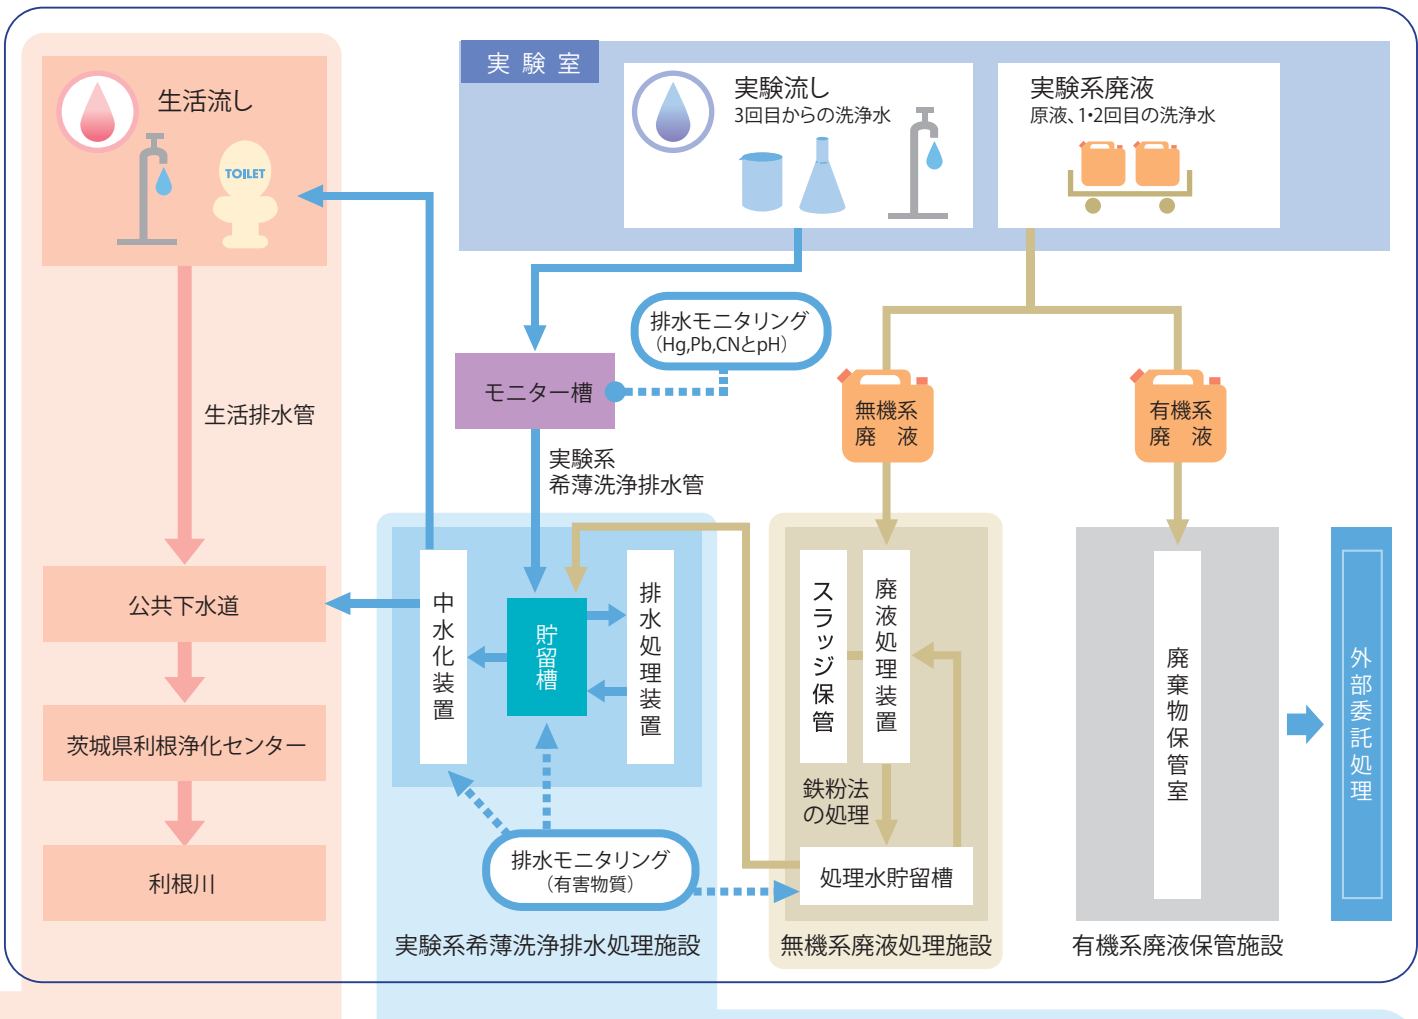 実験室
生活流し
TOILET
実験流し
3回目からの洗浄水
実験系廃液
原液、1・2回目の洗浄水
排水モニタリング
（Hg,Pb,CNとpH）
モニター槽
生活排水管
実験系
希薄洗浄排水管
無機系
廃　液
有機系
廃　液
公共下水道
茨城県利根浄化センター
利根川
中水化装置
貯留槽
排水処理装置
スラッジ保管
廃液処理装置
鉄粉法
の処理
処理水貯留槽
廃棄物保管室
外部委託処理
排水モニタリング
（有害物質）
実験系希薄洗浄排水処理施設
無機系廃液処理施設
有機系廃液保管施設